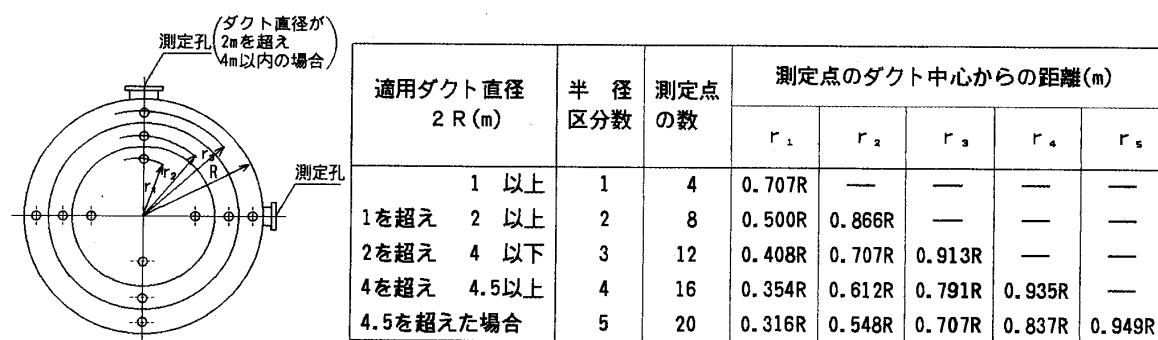 測定孔
ダクト直径が
2mを超え
4m以内の場合
r₁
r₂
r₃
R
測定孔
適用ダクト直径
2R(m)
半径
区分数
測定点
の数
測定点のダクト中心からの距離(m)
r₁ r₂ r₃ r₄ r₅
1 以上 1 4 0.707R — — — —
1を超え 2 以上 2 8 0.500R 0.866R — — —
2を超え 4 以下 3 12 0.408R 0.707R 0.913R — —
4を超え 4.5以上 4 16 0.354R 0.612R 0.791R 0.935R —
4.5を超えた場合 5 20 0.316R 0.548R 0.707R 0.837R 0.949R